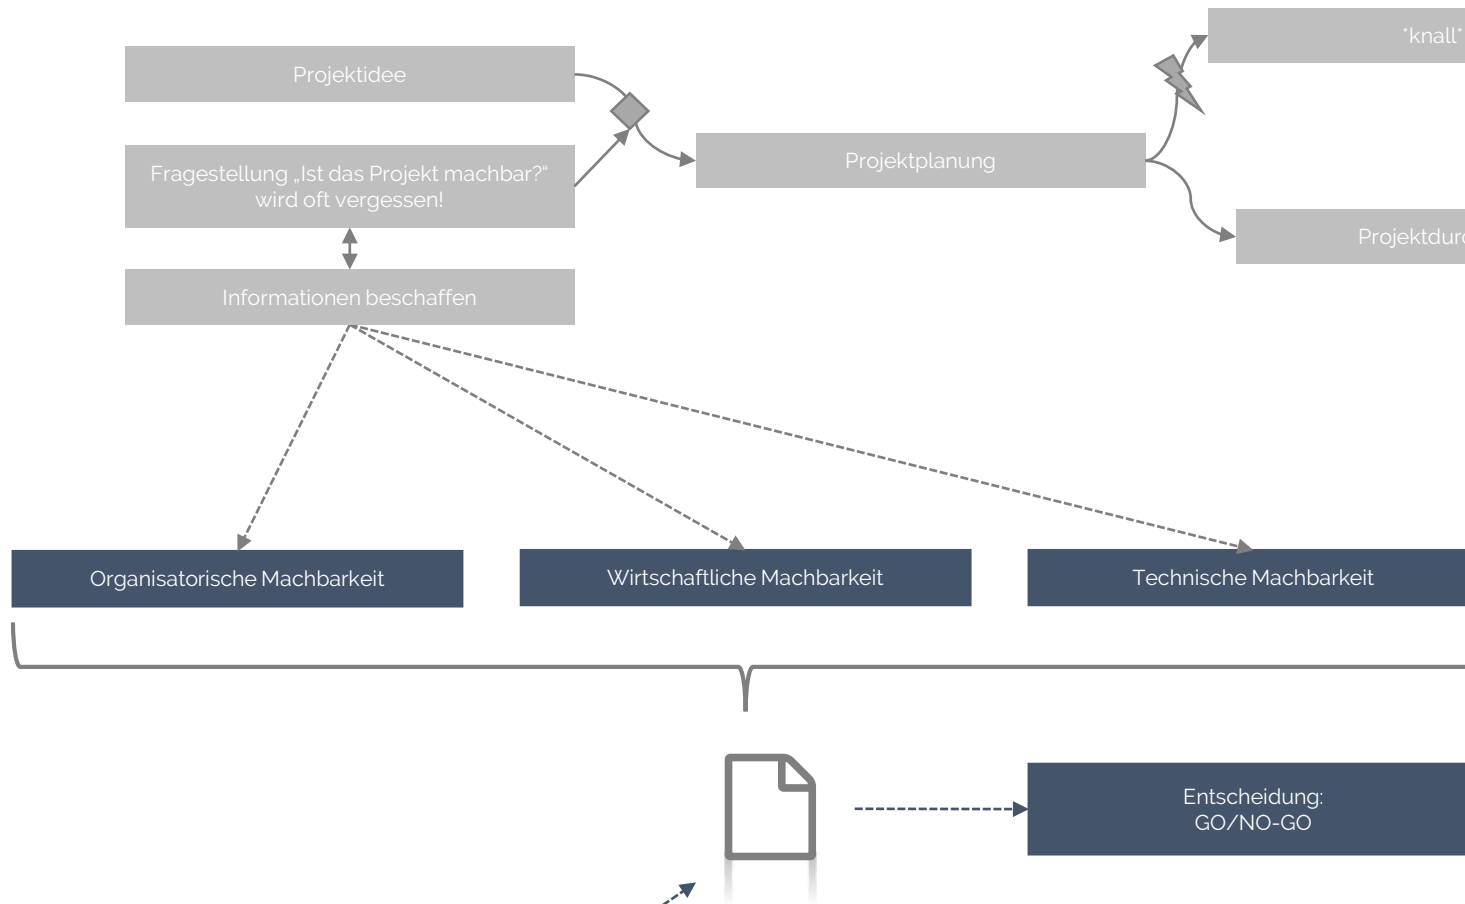 *knall*
Projektidee
Projektplanung
Fragestellung „Ist das Projekt machbar?“
wird oft vergessen!
Informationen beschaffen
Organisatorische Machbarkeit
Wirtschaftliche Machbarkeit
Technische Machbarkeit
Entscheidung:
GO/NO-GO